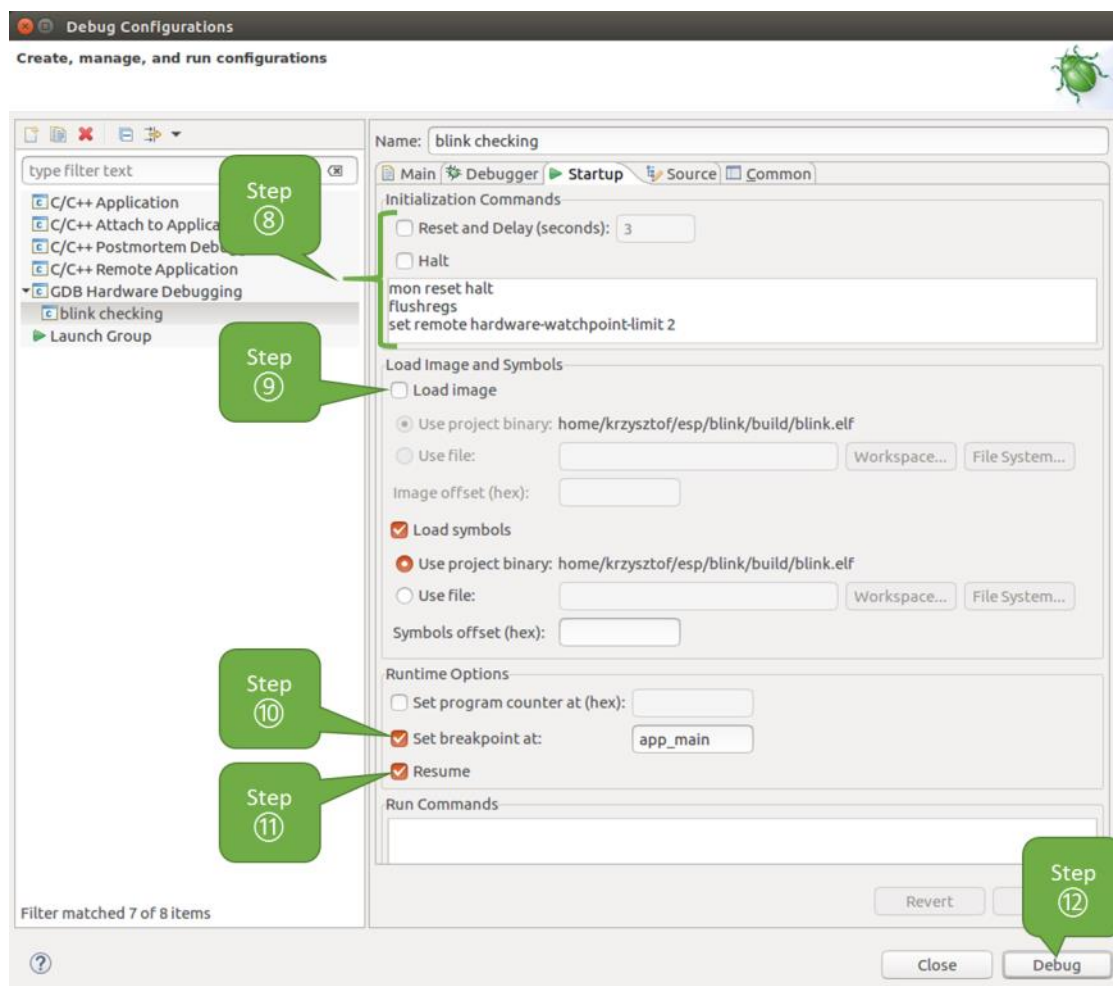 Debug Configurations
Create, manage, and run configurations
type filter text
C/C++ Application
C/C++ Attach to Applica
C/C++ Postmortem Deb
C/C++ Remote Application
GDB Hardware Debugging
blink checking
Launch Group
Filter matched 7 of 8 items
Name: blink checking
Main Debugger Startup Source Common
Initialization Commands
Reset and Delay (seconds): 3
Halt
mon reset halt
flushregs
set remote hardware-watchpoint-limit 2
Load Image and Symbols
Load image
Use project binary: home/krzysztof/esp/blink/build/blink.elf
Use file: Workspace... File System...
Image offset (hex):
Load symbols
Use project binary: home/krzysztof/esp/blink/build/blink.elf
Use file: Workspace... File System...
Symbols offset (hex):
Runtime Options
Set program counter at (hex):
Set breakpoint at: app_main
Resume
Run Commands
Revert
Close Debug
Step
⑧
Step
⑨
Step
⑩
Step
⑪
Step
⑫